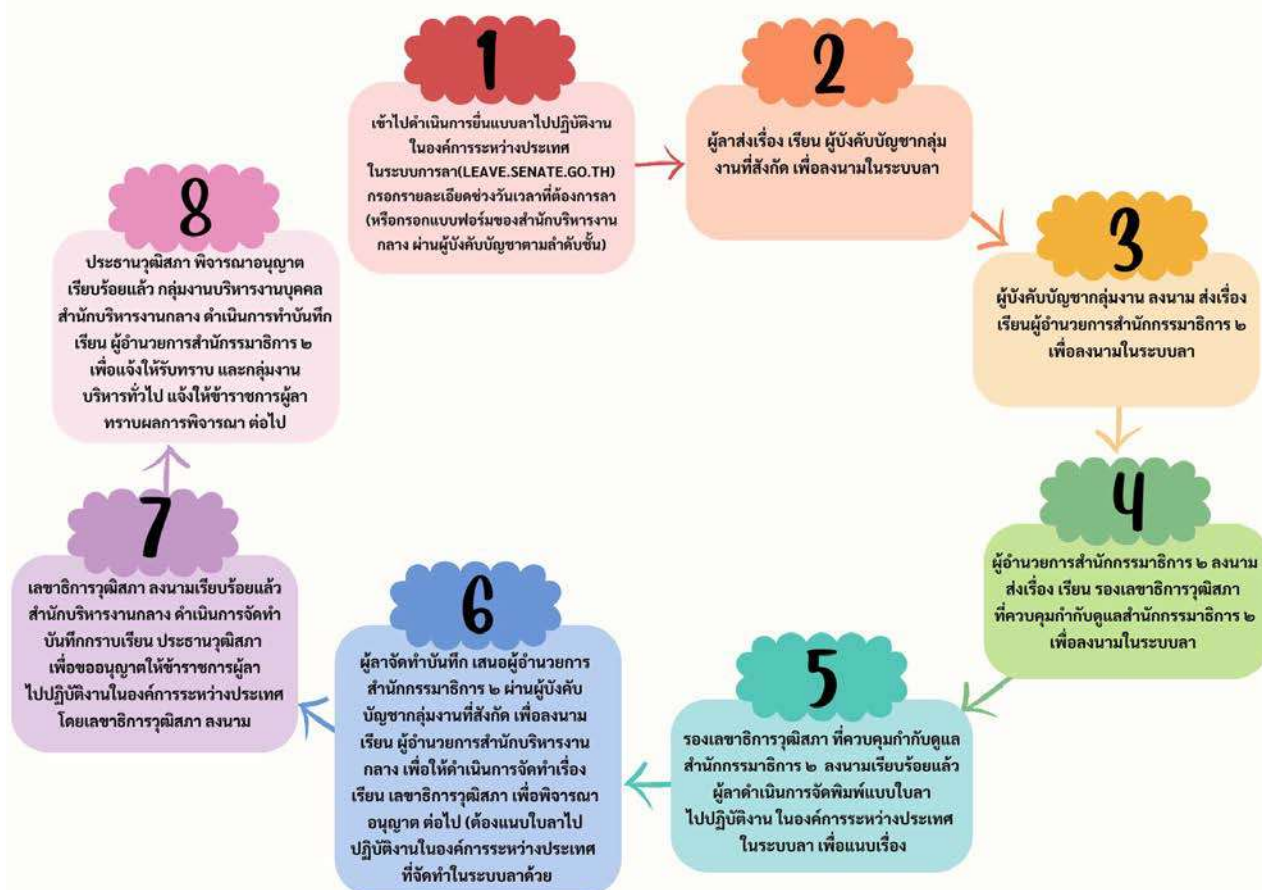 1
เข้าไปดำเนินการยื่นแบบลาไปปฏิบัติงาน
ในองค์การระหว่างประเทศ
ในระบบการลา(LEAVE.SENATE.GO.TH)
กรอกรายละเอียดช่วงวันเวลาที่ต้องการลา
(หรือกรอกแบบฟอร์มของสำนักบริหารงาน
กลาง ผ่านผู้บังคับบัญชาตามลำดับชั้น)
2
ผู้ลาส่งเรื่อง เรียน ผู้บังคับบัญชากลุ่ม
งานที่สังกัด เพื่อลงนามในระบบลา
3
ผู้บังคับบัญชากลุ่มงาน ลงนาม ส่งเรื่อง
เรียนผู้อำนวยการสำนักกรรมาธิการ ๒
เพื่อลงนามในระบบลา
4
ผู้อำนวยการสำนักกรรมาธิการ ๒ ลงนาม
ส่งเรื่อง เรียน รองเลขาธิการวุฒิสภา
ที่ควบคุมกำกับดูแลสำนักกรรมาธิการ ๒
เพื่อลงนามในระบบลา
5
รองเลขาธิการวุฒิสภา ที่ควบคุมกำกับดูแล
สำนักกรรมาธิการ ๒ ลงนามเรียบร้อยแล้ว
ผู้ลาดำเนินการจัดพิมพ์แบบใบลา
ไปปฏิบัติงาน ในองค์การระหว่างประเทศ
ในระบบลา เพื่อแนบเรื่อง
6
ผู้ลาจัดทำบันทึก เสนอผู้อำนวยการ
สำนักกรรมาธิการ ๒ ผ่านผู้บังคับ
บัญชากลุ่มงานที่สังกัด เพื่อลงนาม
เรียน ผู้อำนวยการสำนักบริหารงาน
กลาง เพื่อให้ดำเนินการจัดทำเรื่อง
เรียน เลขาธิการวุฒิสภา เพื่อพิจารณา
อนุญาต ต่อไป (ต้องแนบใบลาไป
ปฏิบัติงานในองค์การระหว่างประเทศ
ที่จัดทำในระบบลาด้วย
7
เลขาธิการวุฒิสภา ลงนามเรียบร้อยแล้ว
สำนักบริหารงานกลาง ดำเนินการจัดทำ
บันทึกกราบเรียน ประธานวุฒิสภา
เพื่อขออนุญาตให้ข้าราชการผู้ลา
ไปปฏิบัติงานในองค์การระหว่างประเทศ
โดยเลขาธิการวุฒิสภา ลงนาม
8
ประธานวุฒิสภา พิจารณาอนุญาต
เรียบร้อยแล้ว กลุ่มงานบริหารงานบุคคล
สำนักบริหารงานกลาง ดำเนินการทำบันทึก
เรียน ผู้อำนวยการสำนักรรมาธิการ ๒
เพื่อแจ้งให้รับทราบ และกลุ่มงาน
บริหารทั่วไป แจ้งให้ข้าราชการผู้ลา
ทราบผลการพิจารณา ต่อไป